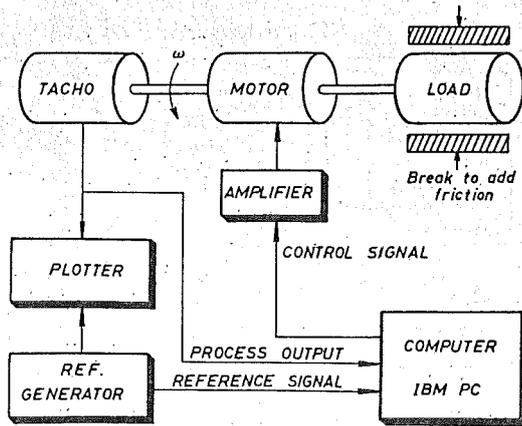 ω
TACHO
MOTOR
LOAD
Break to add
friction
AMPLIFIER
PLOTTER
CONTROL SIGNAL
PROCESS OUTPUT
REFERENCE SIGNAL
REF.
GENERATOR
COMPUTER
IBM PC